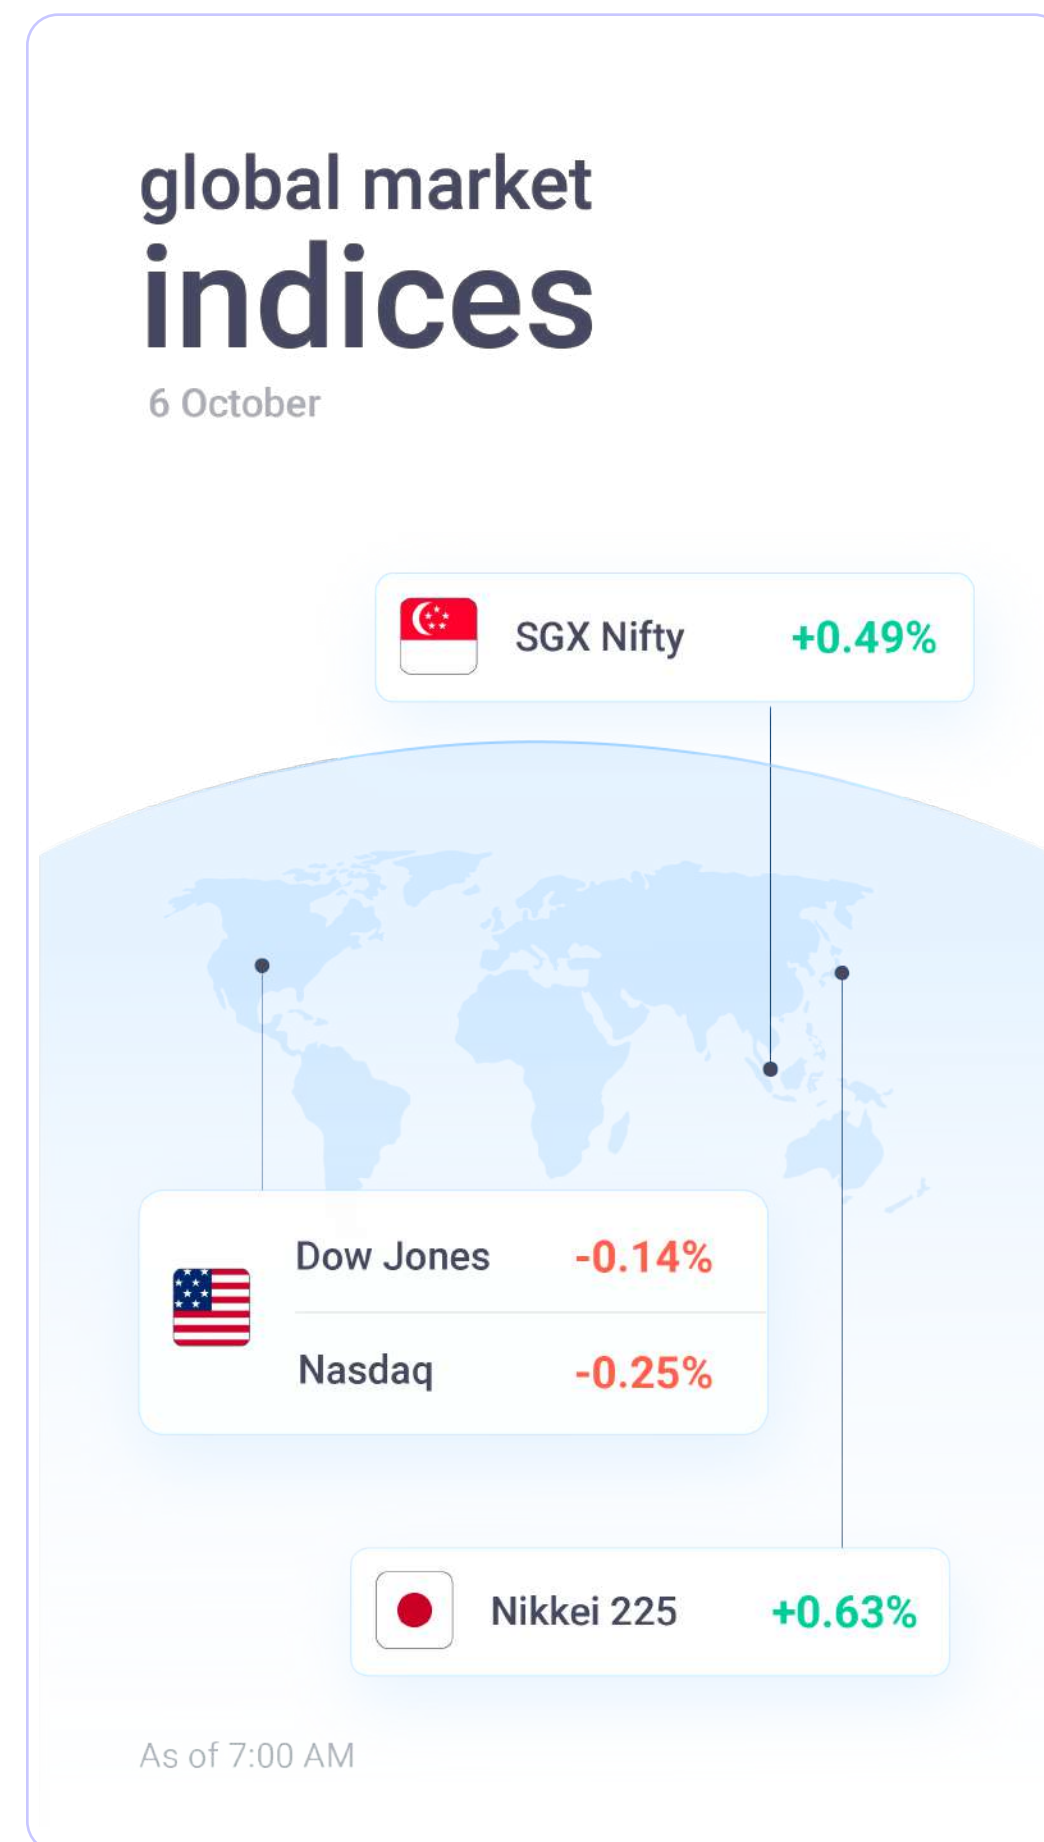 global market
indices
6 October
SGX Nifty +0.49%
Dow Jones -0.14%
Nasdaq -0.25%
Nikkei 225 +0.63%
As of 7:00 AM